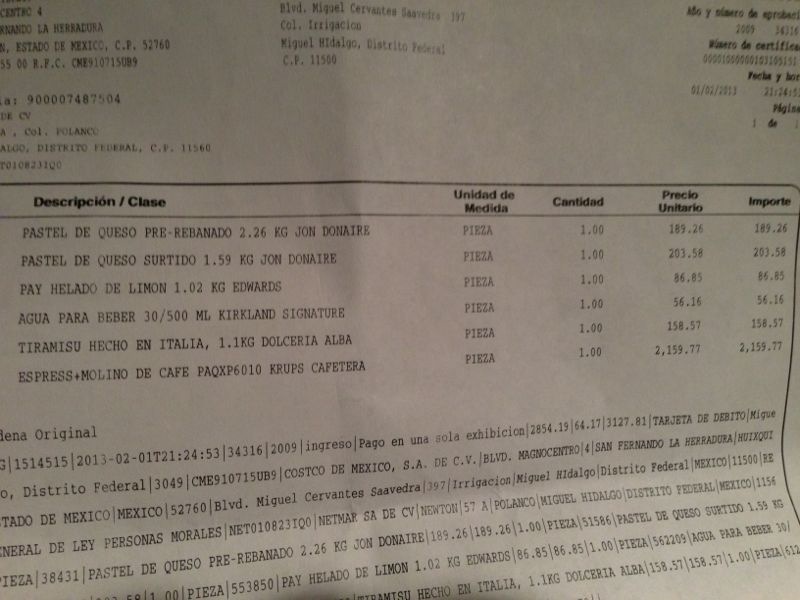 CENTRO 4
RNANDO LA HERRADURA
N, ESTADO DE MEXICO, C.P. 52760
55 00 R.F.C. CME910715UB9
Blvd. Miguel Cervantes Saavedra 397
Col. Irrigacion
Miguel HIdalgo, Distrito Federal
C.P. 11500
Año y número de aprobaci
2009 34316
Número de certifica
Fecha y hor
01/02/2013 21:24:53
Página
1 de 1
ia: 900007487504
DE CV
A , Col. POLANCO
ALGO, DISTRITO FEDERAL, C.P. 11560
ET010823IQ0
Descripción / Clase Unidad de Medida Cantidad Precio Unitario Importe
PASTEL DE QUESO PRE-REBANADO 2.26 KG JON DONAIRE PIEZA 1.00 189.26 189.26
PASTEL DE QUESO SURTIDO 1.59 KG JON DONAIRE PIEZA 1.00 203.58 203.58
PAY HELADO DE LIMON 1.02 KG EDWARDS PIEZA 1.00 86.85 86.85
AGUA PARA BEBER 30/500 ML KIRKLAND SIGNATURE PIEZA 1.00 56.16 56.16
TIRAMISU HECHO EN ITALIA, 1.1KG DOLCERIA ALBA PIEZA 1.00 158.57 158.57
ESPRESS+MOLINO DE CAFE PAQXP6010 KRUPS CAFETERA PIEZA 1.00 2,159.77 2,159.77
dena Original
G|1514515|2013-02-01T21:24:53|34316|2009|ingreso|Pago en una sola exhibicion|2854.19|64.17|3127.81|TARJETA DE DEBITO|Migue
o, Distrito Federal|3049|CME910715UB9|COSTCO DE MEXICO, S.A. DE C.V.|BLVD. MAGNOCENTRO|4|SAN FERNANDO LA HERRADURA|HUIXQUI
STADO DE MEXICO|MEXICO|52760|Blvd. Miguel Cervantes Saavedra|397|Irrigacion|Miguel HIdalgo|Distrito Federal|MEXICO|11500|RE
ENERAL DE LEY PERSONAS MORALES|NET010823IQ0|NETMAR SA DE CV|NEWTON|57 A|POLANCO|MIGUEL HIDALGO|DISTRITO FEDERAL|MEXICO|1156
PIEZA|38431|PASTEL DE QUESO PRE-REBANADO 2.26 KG JON DONAIRE|189.26|189.26|1.00|PIEZA|51586|PASTEL DE QUESO SURTIDO 1.59 KG
203.58|1.00|PIEZA|553850|PAY HELADO DE LIMON 1.02 KG EDWARDS|86.85|86.85|1.00|PIEZA|562209|AGUA PARA BEBER 30/
TIRAMISU HECHO EN ITALIA, 1.1KG DOLCERIA ALBA|158.57|158.57|1.00|PIEZA|612